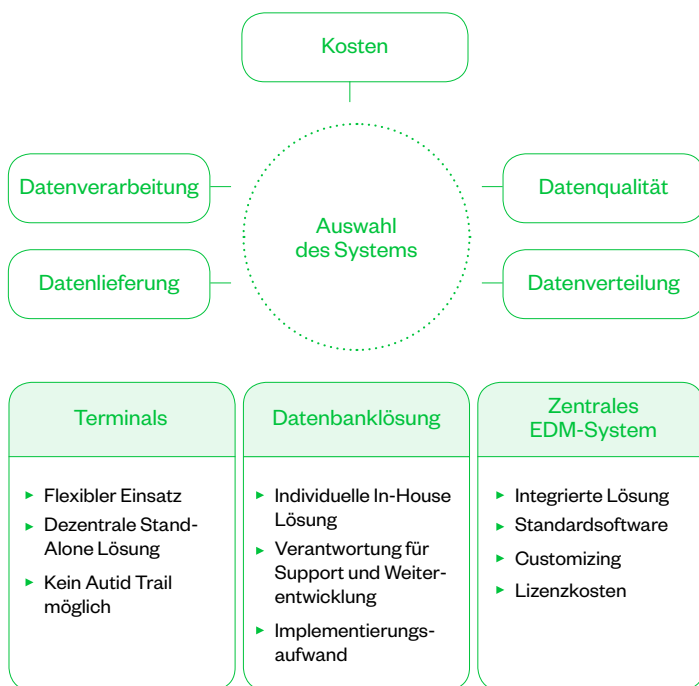 Kosten
Datenverarbeitung
Datenqualität
Auswahl
des Systems
Datenlieferung
Datenverteilung
Terminals
Flexibler Einsatz
Dezentrale Stand-
Alone Lösung
Kein Autid Trail
möglich
Datenbanklösung
Individuelle In-House
Lösung
Verantwortung für
Support und Weiter-
entwicklung
Implementierungs-
aufwand
Zentrales
EDM-System
Integrierte Lösung
Standardsoftware
Customizing
Lizenzkosten